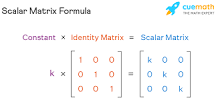 Scalar Matrix Formula
cuemath
THE MATH EXPERT
Constant × Identity Matrix = Scalar Matrix
k × [1 0 0 = [k 0 0
0 1 0 0 k 0
0 0 1] 0 0 k]